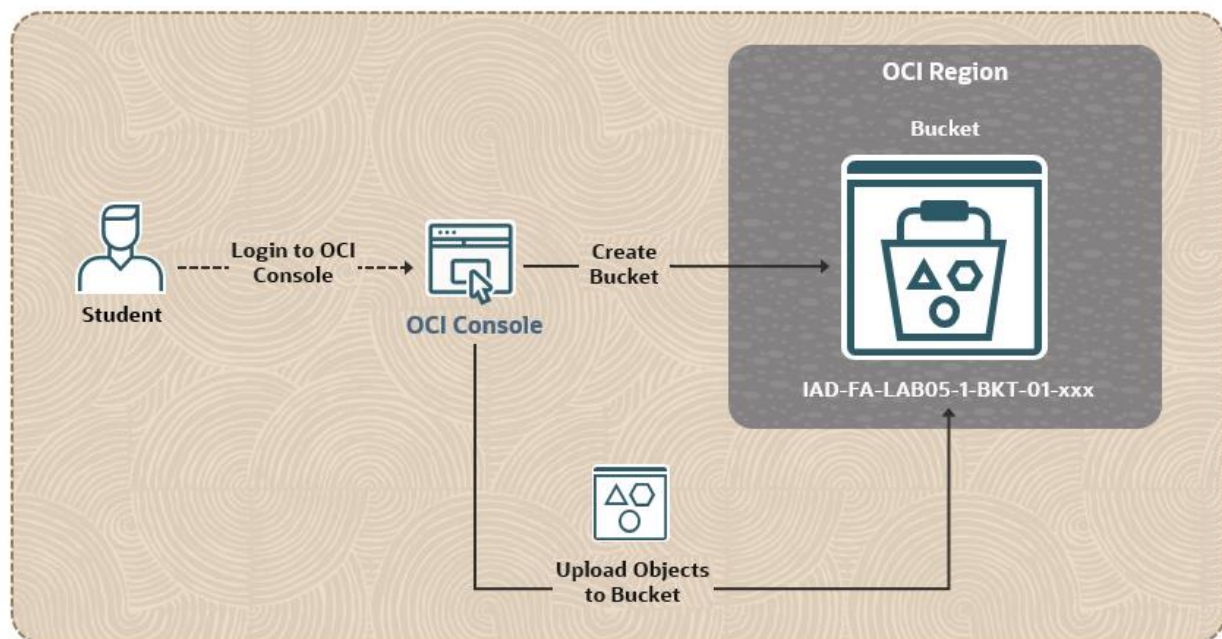 OCI Region
Bucket
Login to OCI
Console
Create
Bucket
Student
OCI Console
IAD-FA-LAB05-1-BKT-01-xxx
Upload Objects
to Bucket